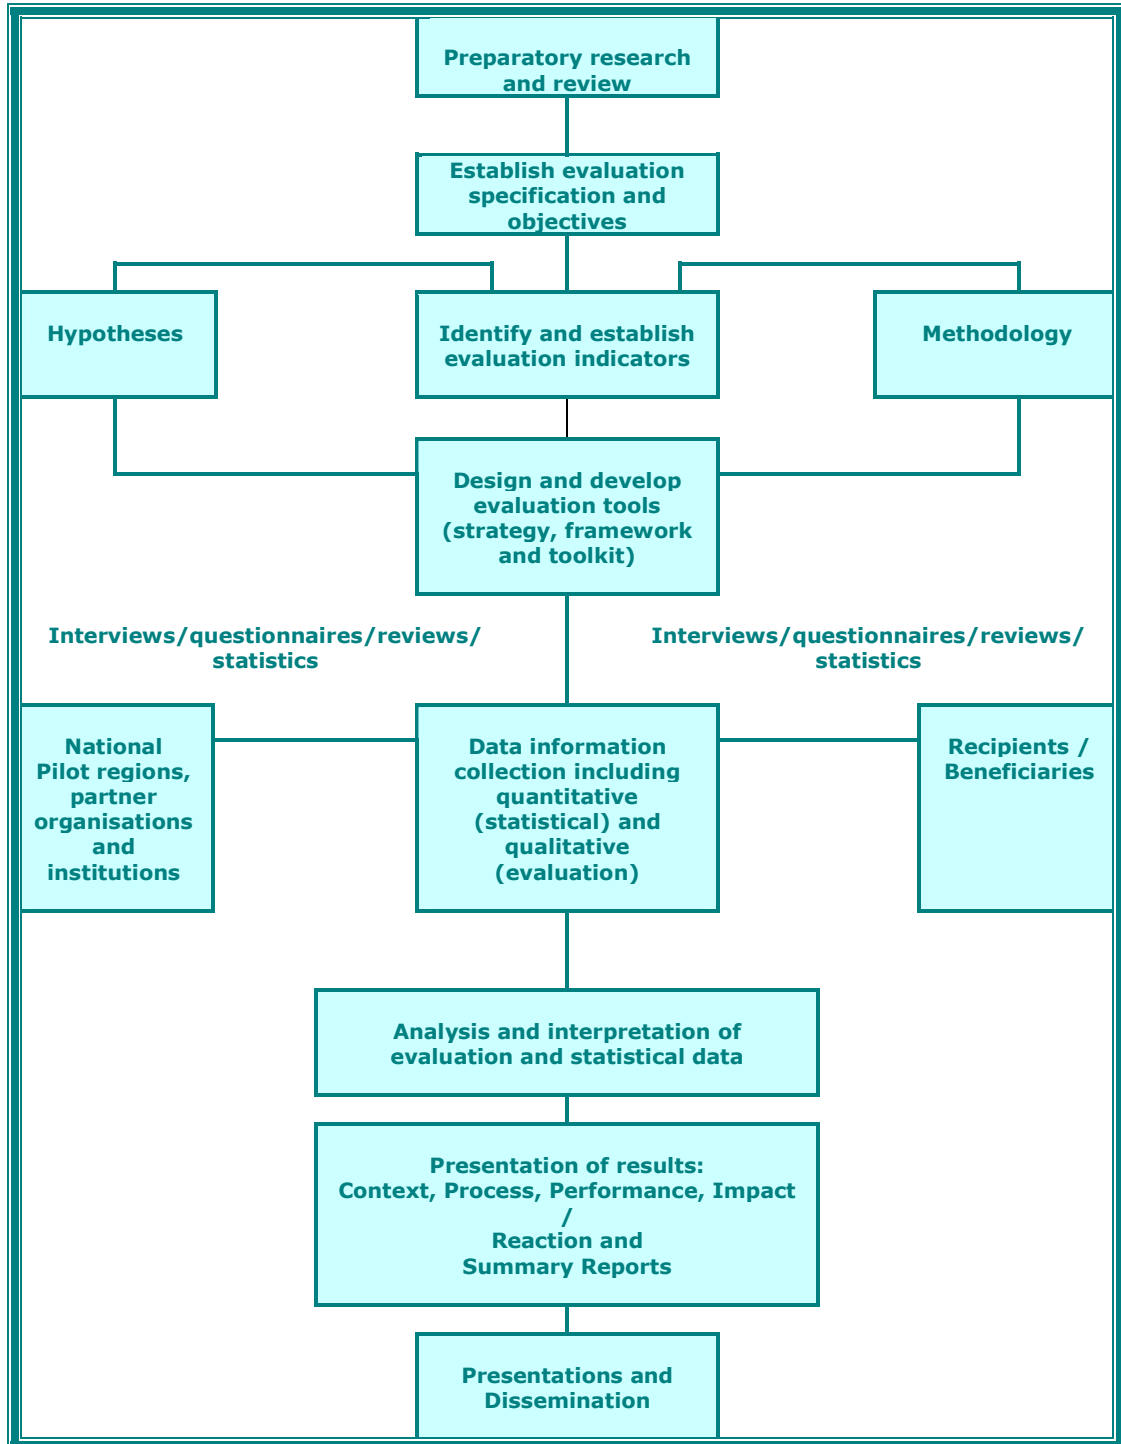 Preparatory research
and review
Establish evaluation
specification and
objectives
Hypotheses
Identify and establish
evaluation indicators
Methodology
Design and develop
evaluation tools
(strategy, framework
and toolkit)
Interviews/questionnaires/reviews/
statistics
Interviews/questionnaires/reviews/
statistics
National
Pilot regions,
partner
organisations
and
institutions
Data information
collection including
quantitative
(statistical) and
qualitative
(evaluation)
Recipients /
Beneficiaries
Analysis and interpretation of
evaluation and statistical data
Presentation of results:
Context, Process, Performance, Impact
/
Reaction and
Summary Reports
Presentations and
Dissemination